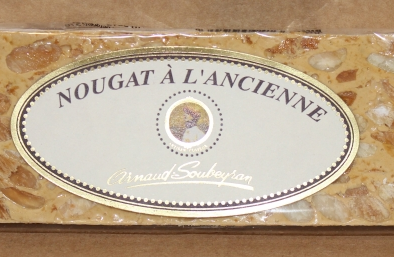 NOUGAT À L'ANCIENNE
Arnaud Soubeyran